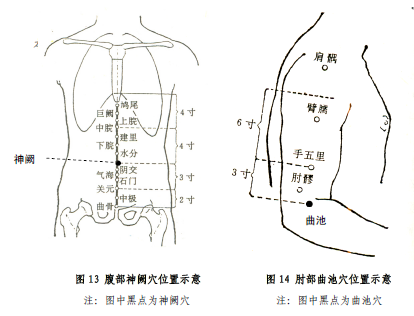 鸠尾
巨阙
上脘
4寸
中脘
建里
下脘
水分
4寸
神阙
阴交
气海
石门
3寸
关元
中极
曲骨
2寸
图13 腹部神阙穴位置示意
注: 图中黑点为神阙穴
肩髃
臂臑
6寸
手五里
3寸
肘髎
曲池
图14 肘部曲池穴位置示意
注: 图中黑点为曲池穴